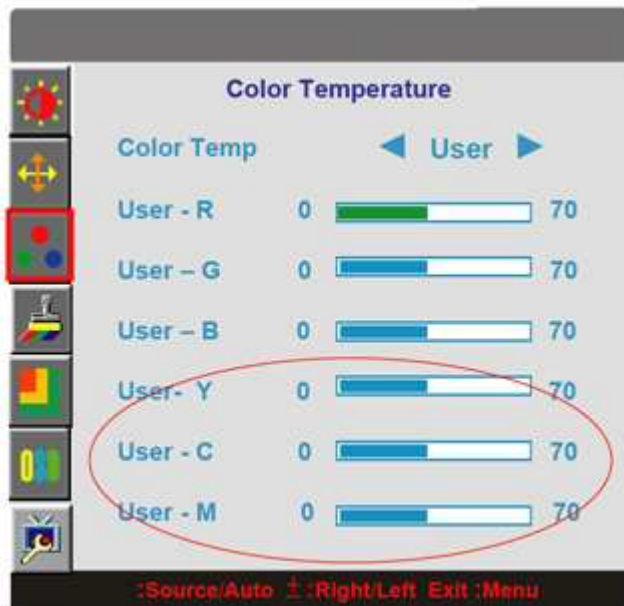 Color Temperature
Color Temp User
User - R 0 70
User – G 0 70
User – B 0 70
User- Y 0 70
User - C 0 70
User - M 0 70
:Source/Auto ± :Right/Left Exit :Menu